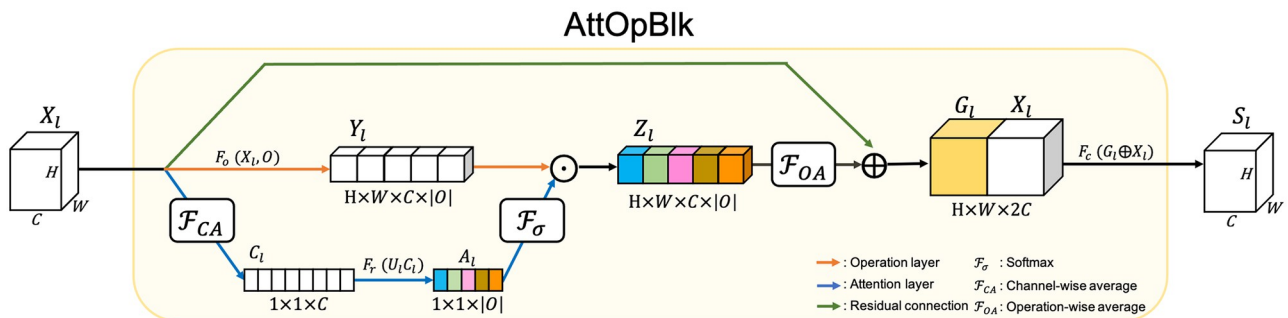 AttOpBlk
X_l
H
C
W
F_o (X_l, O)
Y_l
H×W×C×|O|
Z_l
H×W×C×|O|
ℱ_OA
G_l
X_l
H×W×2C
F_c (G_l⊕X_l)
S_l
H
C
W
ℱ_CA
C_l
1×1×C
F_r (U_lC_l)
A_l
1×1×|O|
ℱ_σ
: Operation layer
: Attention layer
: Residual connection
ℱ_σ : Softmax
ℱ_CA : Channel-wise average
ℱ_OA : Operation-wise average